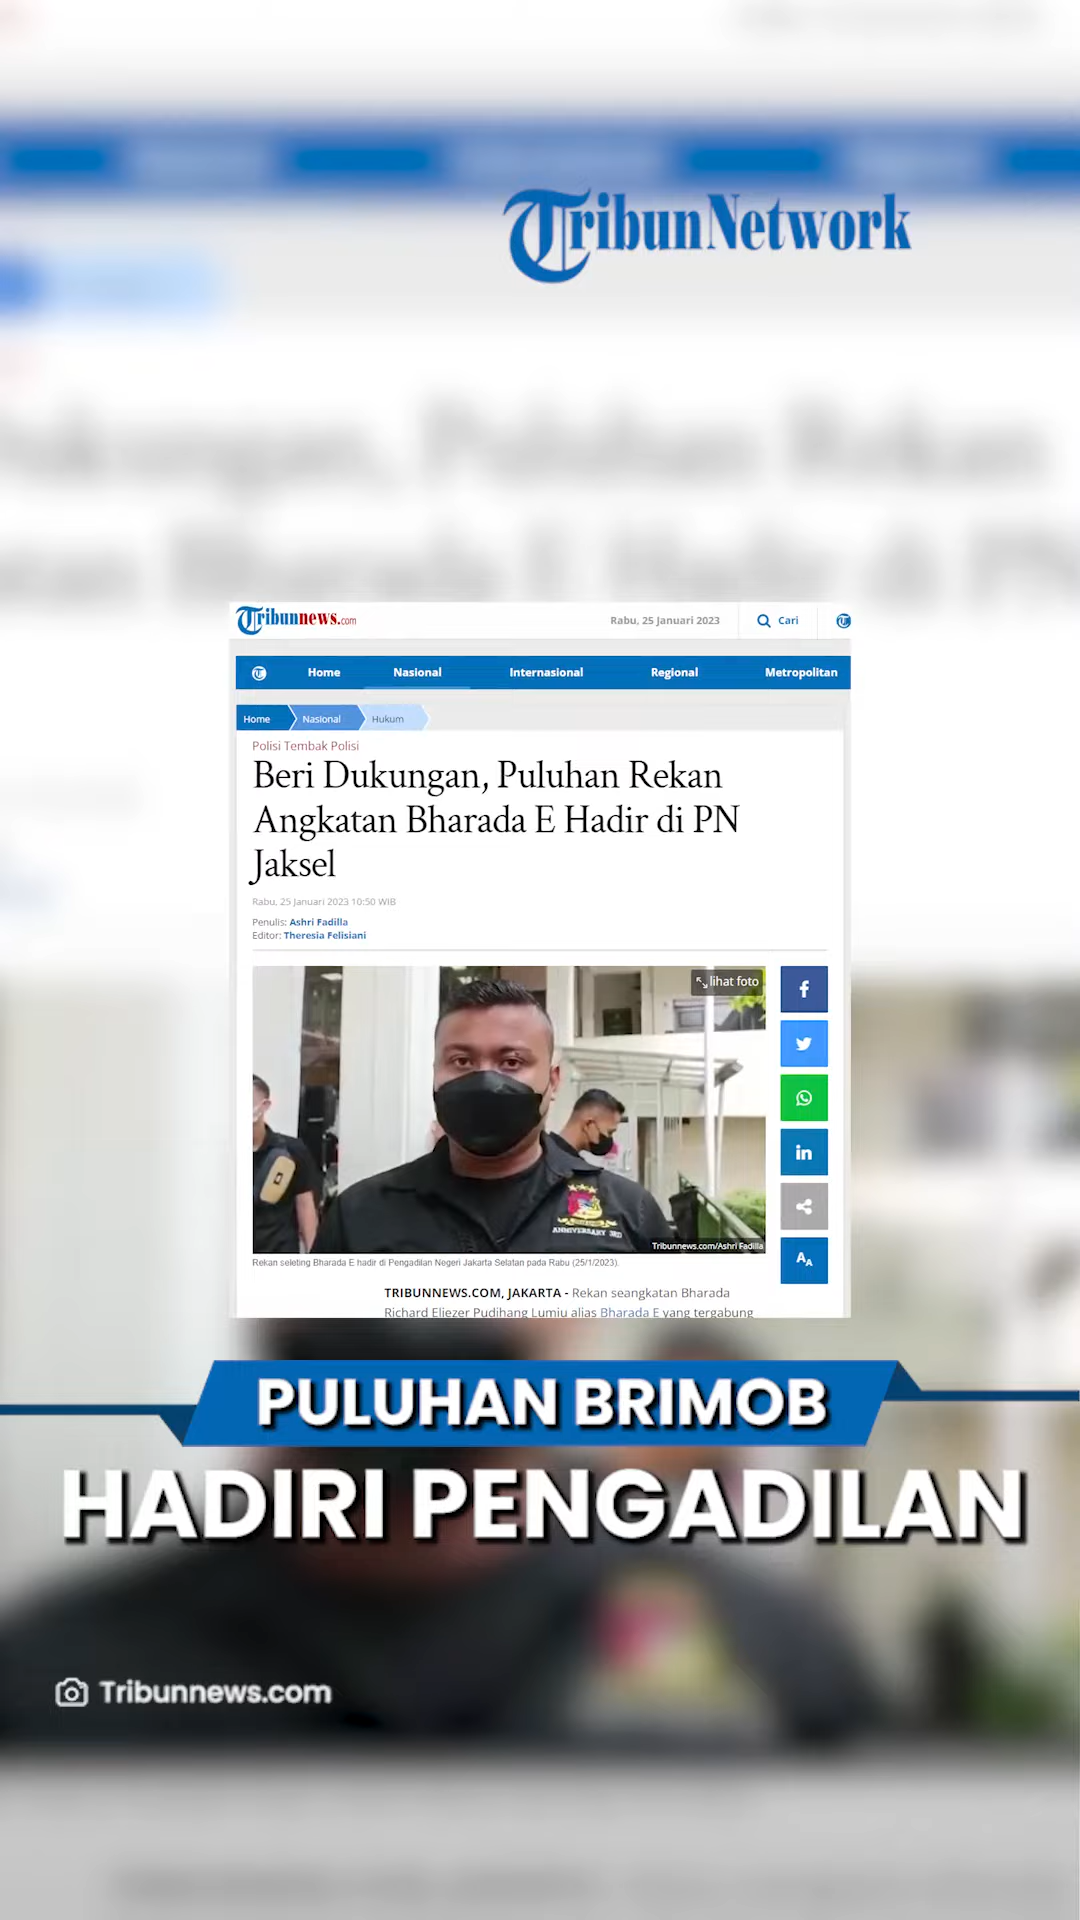 Tribun Network
Tribunnews.com
Rabu, 25 Januari 2023
Cari
Home
Nasional
Internasional
Regional
Metropolitan
Home
Nasional
Hukum
Polisi Tembak Polisi
Beri Dukungan, Puluhan Rekan
Angkatan Bharada E Hadir di PN
Jaksel
Rabu, 25 Januari 2023 10:50 WIB
Penulis: Ashri Fadilla
Editor: Theresia Felisiani
lihat foto
ANNIVERSARY 3RD
Tribunnews.com/Ashri Fadilla
Rekan seleting Bharada E hadir di Pengadilan Negeri Jakarta Selatan pada Rabu (25/1/2023).
TRIBUNNEWS.COM, JAKARTA - Rekan seangkatan Bharada
Richard Eliezer Pudihang Lumiu alias Bharada E yang tergabung
PULUHAN BRIMOB
HADIRI PENGADILAN
Tribunnews.com